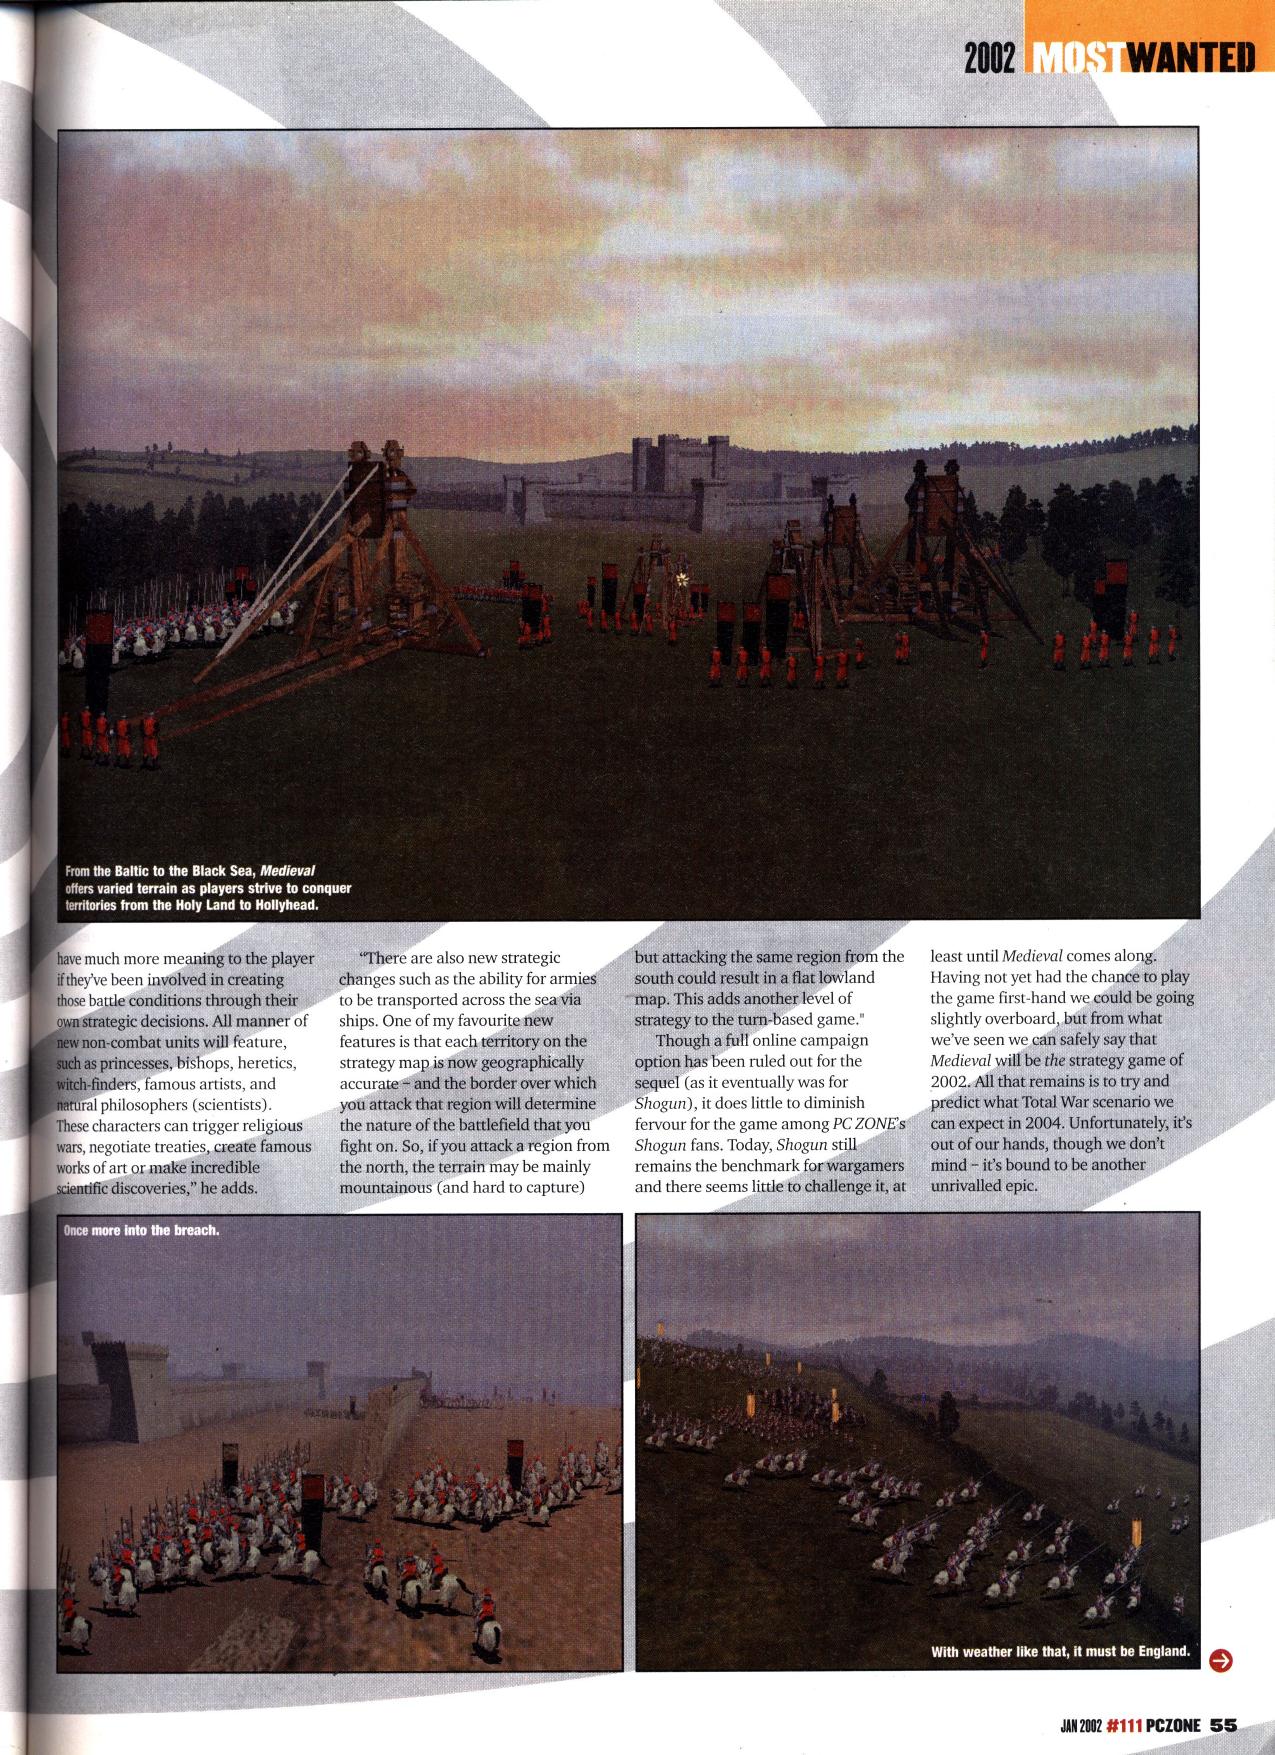 2002 MOSTWANTED
From the Baltic to the Black Sea, Medieval
offers varied terrain as players strive to conquer
territories from the Holy Land to Hollyhead.
have much more meaning to the player
if they've been involved in creating
those battle conditions through their
own strategic decisions. All manner of
new non-combat units will feature,
such as princesses, bishops, heretics,
witch-finders, famous artists, and
natural philosophers (scientists).
These characters can trigger religious
wars, negotiate treaties, create famous
works of art or make incredible
scientific discoveries,” he adds.
“There are also new strategic
changes such as the ability for armies
to be transported across the sea via
ships. One of my favourite new
features is that each territory on the
strategy map is now geographically
accurate – and the border over which
you attack that region will determine
the nature of the battlefield that you
fight on. So, if you attack a region from
the north, the terrain may be mainly
mountainous (and hard to capture)
but attacking the same region from the
south could result in a flat lowland
map. This adds another level of
strategy to the turn-based game."
Though a full online campaign
option has been ruled out for the
sequel (as it eventually was for
Shogun), it does little to diminish
fervour for the game among PC ZONE's
Shogun fans. Today, Shogun still
remains the benchmark for wargamers
and there seems little to challenge it, at
least until Medieval comes along.
Having not yet had the chance to play
the game first-hand we could be going
slightly overboard, but from what
we've seen we can safely say that
Medieval will be the strategy game of
2002. All that remains is to try and
predict what Total War scenario we
can expect in 2004. Unfortunately, it's
out of our hands, though we don't
mind – it's bound to be another
unrivalled epic.
Once more into the breach.
With weather like that, it must be England.
JAN 2002 #111 PCZONE 55